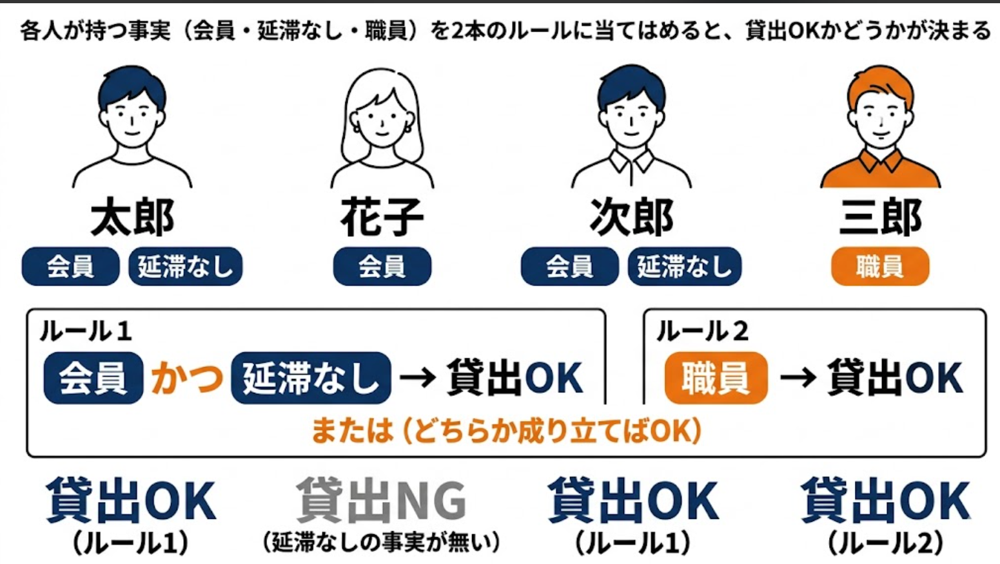 各人が持つ事実（会員・延滞なし・職員）を2本のルールに当てはめると、貸出OKかどうかが決まる
太郎
花子
次郎
三郎
会員 延滞なし
会員
会員 延滞なし
職員
ルール1
会員 かつ 延滞なし → 貸出OK
ルール2
職員 → 貸出OK
または（どちらか成り立てばOK）
貸出OK
（ルール1）
貸出NG
（延滞なしの事実が無い）
貸出OK
（ルール1）
貸出OK
（ルール2）